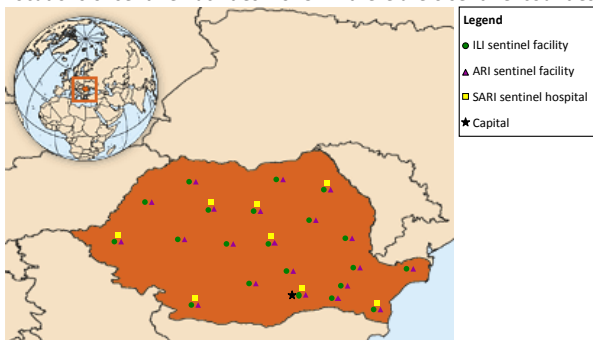 Legend
ILI sentinel facility
ARI sentinel facility
SARI sentinel hospital
Capital